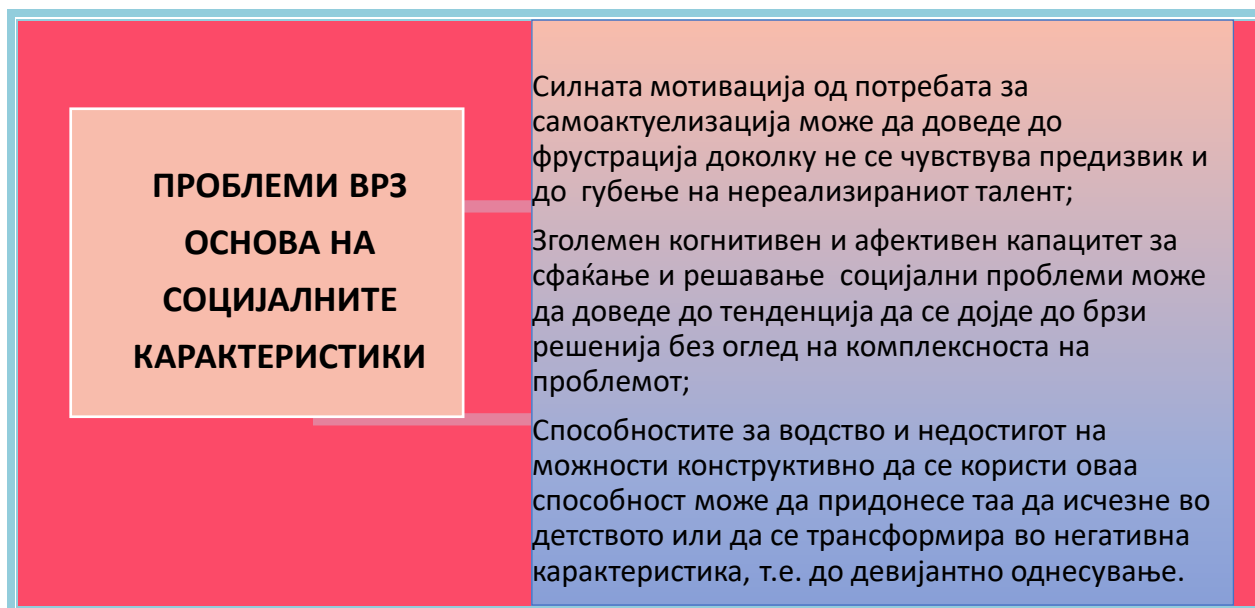 ПРОБЛЕМИ ВРЗ
ОСНОВА НА
СОЦИЈАЛНИТЕ
КАРАКТЕРИСТИКИ
Силната мотивација од потребата за
самоактуелизација може да доведе до
фрустрација доколку не се чувствува предизвик и
до губење на нереализираниот талент;
Зголемен когнитивен и афективен капацитет за
сфаќање и решавање социјални проблеми може
да доведе до тенденција да се дојде до брзи
решенија без оглед на комплексноста на
проблемот;
Способностите за водство и недостигот на
можности конструктивно да се користи оваа
способност може да придонесе таа да исчезне во
детството или да се трансформира во негативна
карактеристика, т.е. до девијантно однесување.